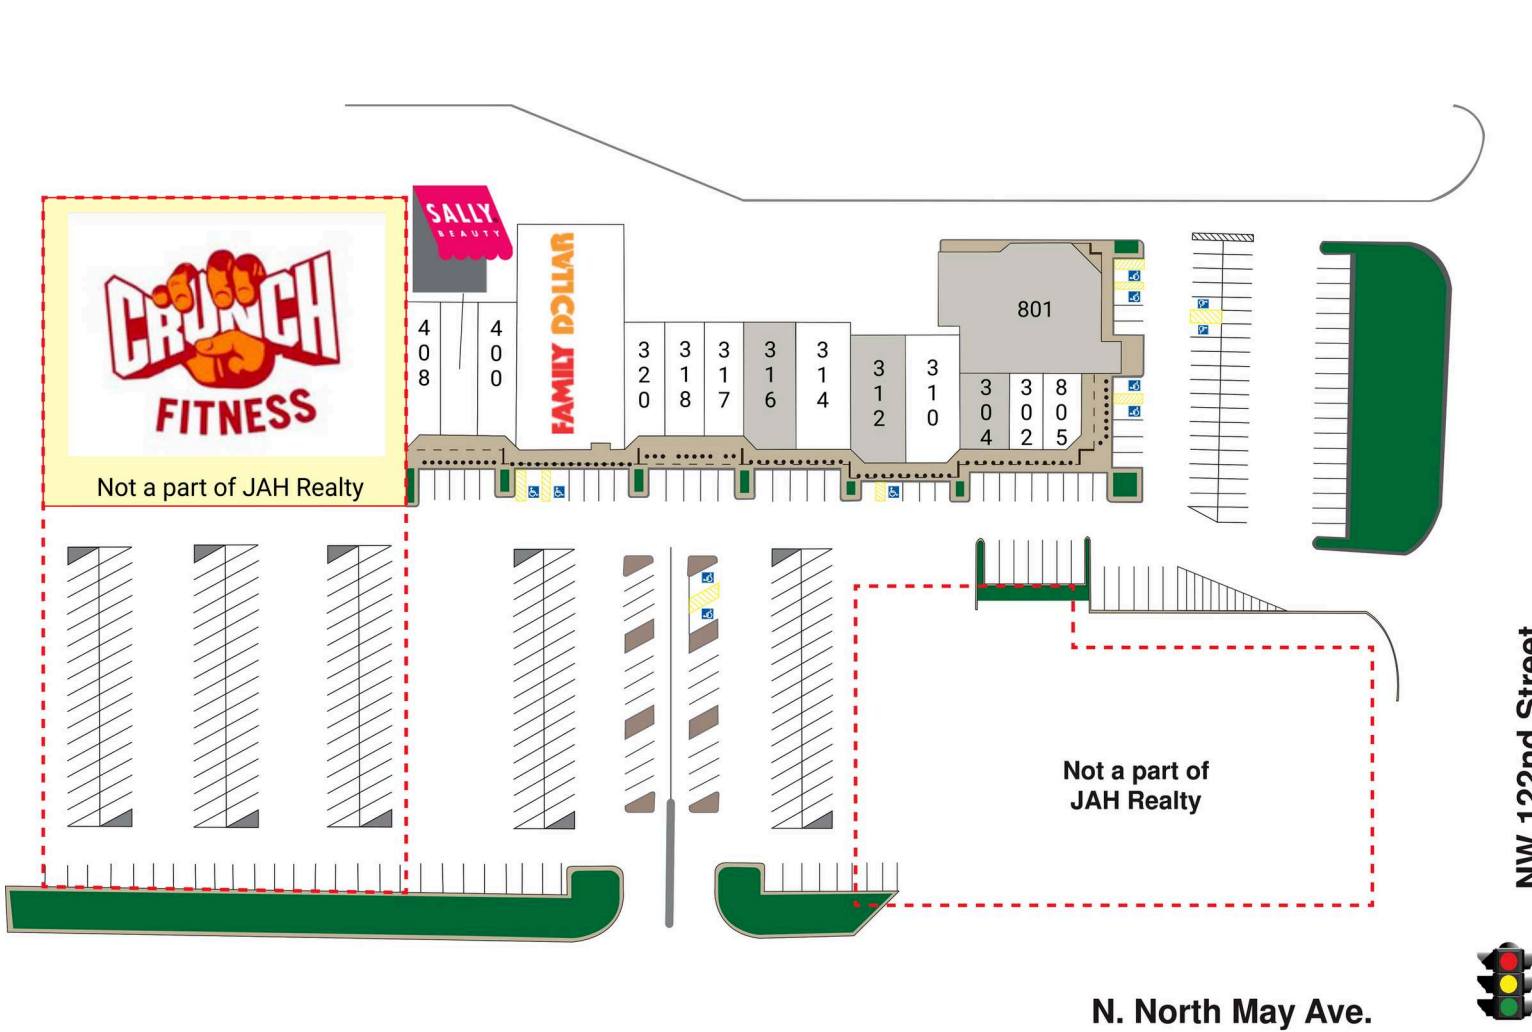 CRUNCH
FITNESS
Not a part of JAH Realty
SALLY
BEAUTY
408
400
FAMILY DOLLAR
320
318
317
316
314
312
310
304
302
805
801
Not a part of
JAH Realty
NW 122nd Street
N. North May Ave.